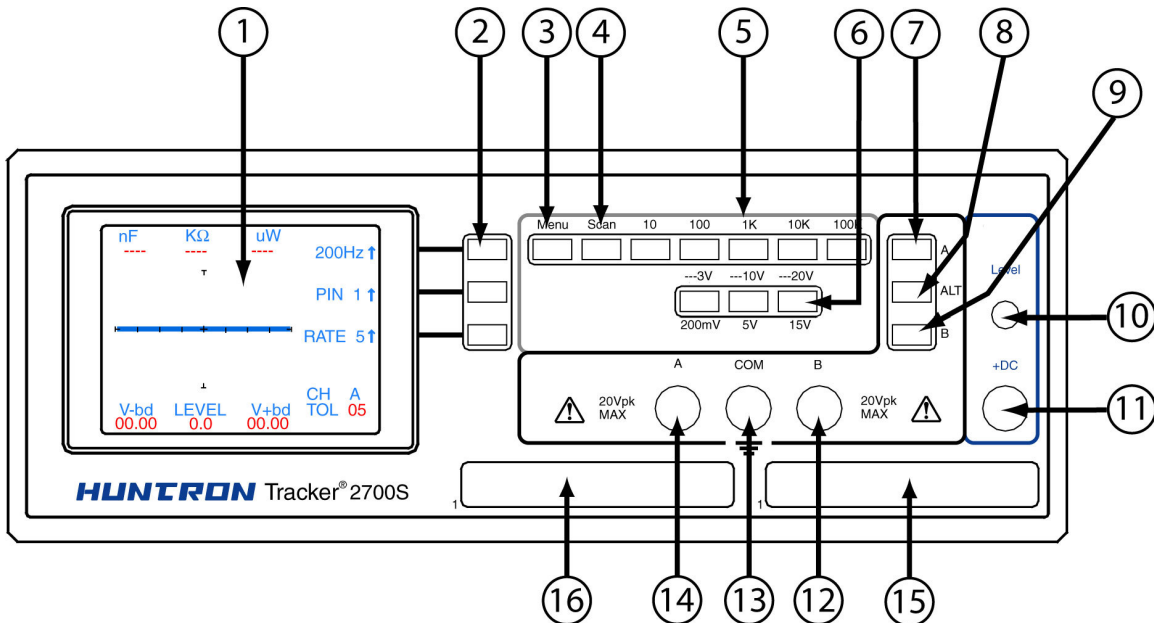 1 2 3 4 5 6 7 8
9
Menu Scan 10 100 1K 10K 100K
nF KΩ uW
---- ---- ----
200Hz↑
A
---3V ---10V ---20V
Level
PIN 1↑
ALT
10
200mV 5V 15V
RATE 5↑
B
A COM B
+DC
CH A
V-bd LEVEL V+bd TOL 05
00.00 0.0 00.00
20Vpk
MAX
20Vpk
MAX
11
HUNTRON Tracker® 2700S
1 1
16 14 13 12 15